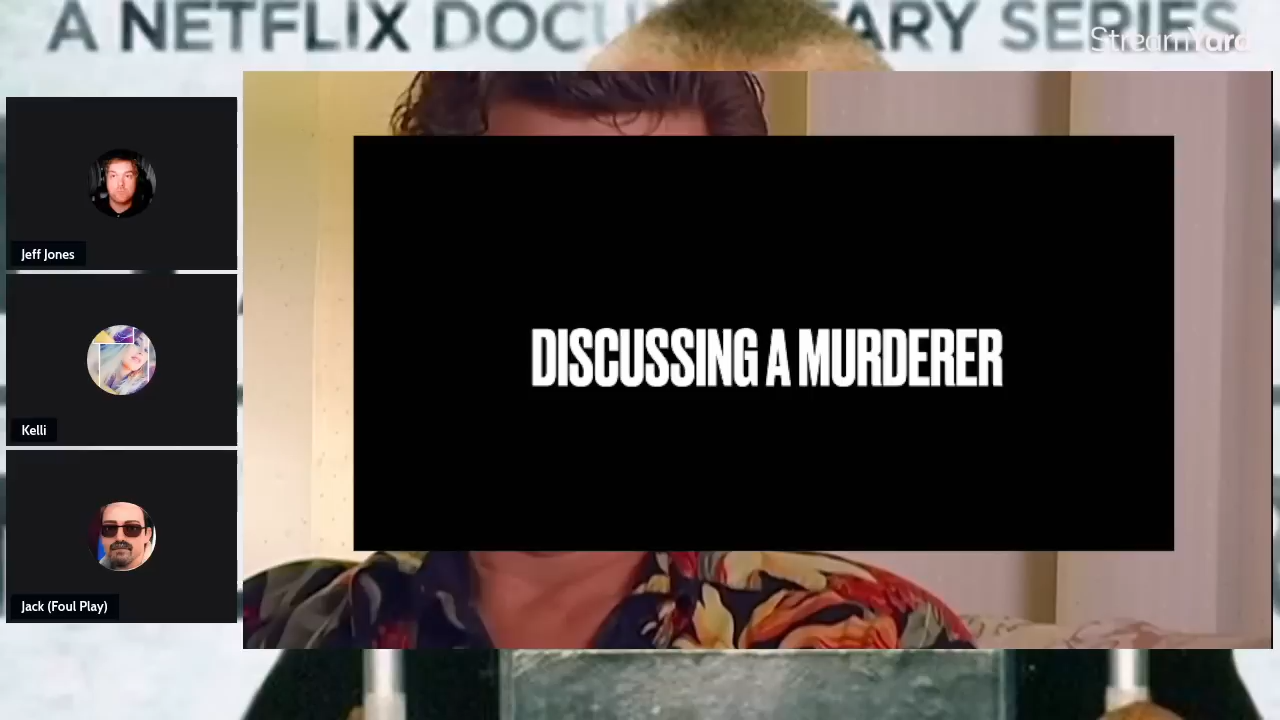 A NETFLIX DOCU ARY SERIES
StreamYard
Jeff Jones
DISCUSSING A MURDERER
Kelli
Jack (Foul Play)